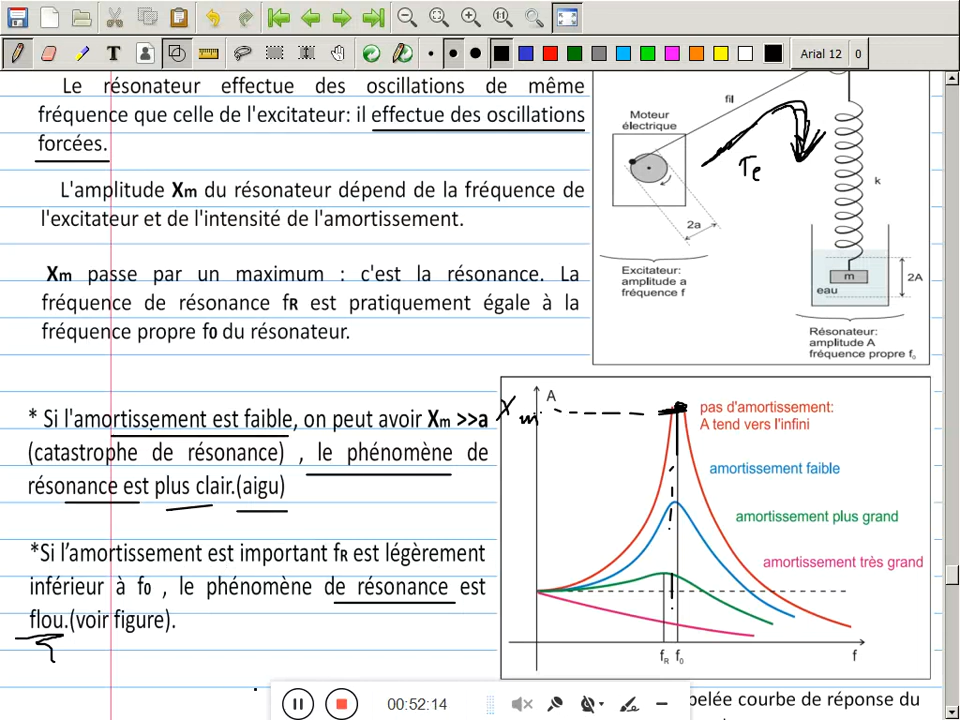 Arial 12
0
Le résonateur effectue des oscillations de même
fréquence que celle de l'excitateur: il effectue des oscillations
forcées.
L'amplitude Xm du résonateur dépend de la fréquence de
l'excitateur et de l'intensité de l'amortissement.
Xm passe par un maximum : c'est la résonance. La
fréquence de résonance fR est pratiquement égale à la
fréquence propre f0 du résonateur.
* Si l'amortissement est faible, on peut avoir Xm >>a
(catastrophe de résonance) , le phénomène de
résonance est plus clair.(aigu)
*Si l’amortissement est important fR est légèrement
inférieur à f0 , le phénomène de résonance est
flou.(voir figure).
fil
Moteur
électrique
Te
k
2a
Excitateur:
amplitude a
fréquence f
m
eau
2A
Résonateur:
amplitude A
fréquence propre f0
A
Xm
pas d'amortissement:
A tend vers l'infini
amortissement faible
amortissement plus grand
amortissement très grand
fR f0 f
00:52:14
pelée courbe de réponse du